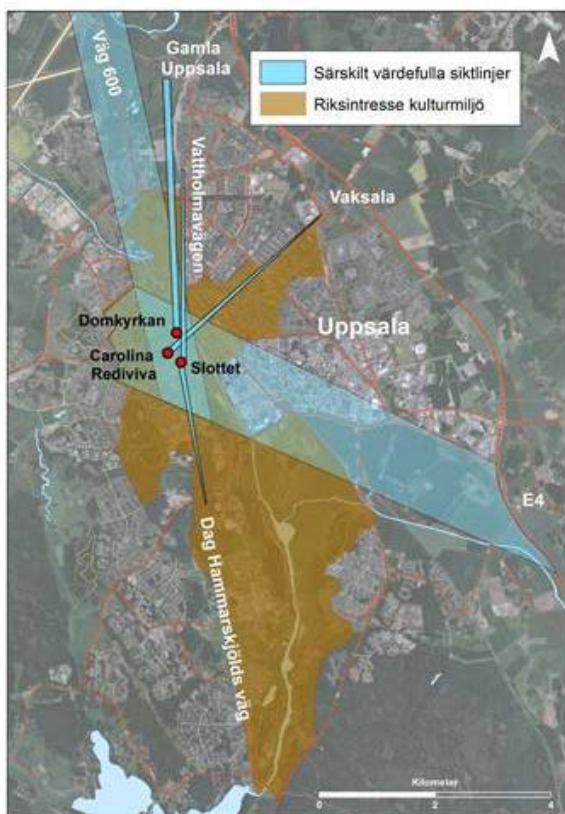 Väg 600
Gamla
Uppsala
Särskilt värdefulla siktlinjer
Riksintresse kulturmiljö
Vattholmavägen
Vaksala
Domkyrkan
Uppsala
Carolina
Rediviva
Slottet
E4
Dag Hammarskjölds väg
Kilometer
0 2 4